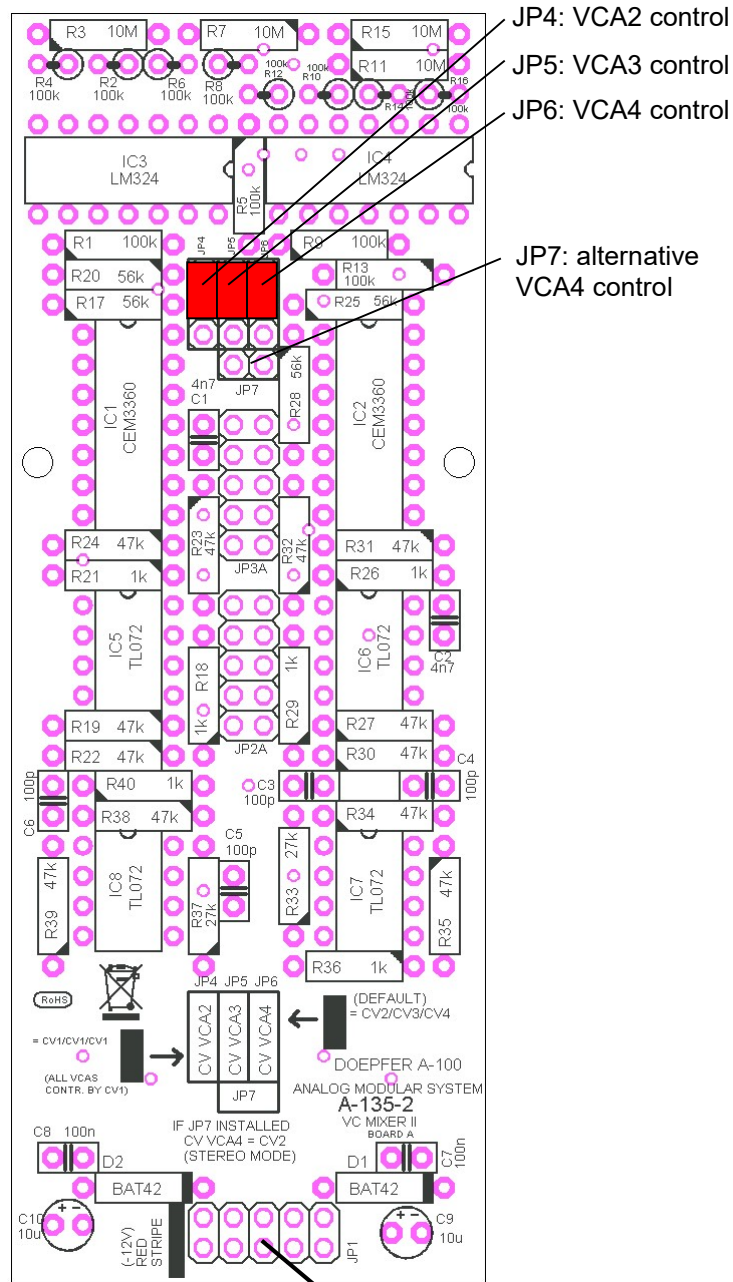 JP4: VCA2 control
JP5: VCA3 control
JP6: VCA4 control
JP7: alternative
VCA4 control
R3 10M
R7 10M
R15 10M
R11 10M
R4
100k
R2
100k
R6
100k
R8
100k
100k
R12
100k
R10
R14
100k
R16
100k
IC3
LM324
IC4
LM324
R5
100k
R1 100k
JP4
JP5
JP6
R9 100k
R20 56k
R13
100k
R17 56k
R25 56k
IC1
CEM3360
4n7
C1
JP7
R28 56k
IC2
CEM3360
R24 47k
R23
47k
R32
47k
R31 47k
R21 1k
JP3A
R26 1k
IC5
TL072
IC6
TL072
C2
4n7
1k R18
R29 1k
R19 47k
R27 47k
R22 47k
JP2A
R30 47k
C6 100p
R40 1k
C3
100p
C4
100p
R38 47k
R34 47k
C5
100p
R39 47k
IC8
TL072
R37
27k
R33 27k
IC7
TL072
R35 47k
R36 1k
RoHS
JP4 JP5 JP6
CV VCA2
CV VCA3
CV VCA4
(DEFAULT)
= CV2/CV3/CV4
= CV1/CV1/CV1
(ALL VCAS
CONTR. BY CV1)
JP7
DOEPFER A-100
ANALOG MODULAR SYSTEM
A-135-2
VC MIXER II
BOARD A
IF JP7 INSTALLED
CV VCA4 = CV2
(STEREO MODE)
C8 100n
D2
BAT42
D1
BAT42
C7
100n
C10
10u
+ -
(-12V)
RED
STRIPE
JP1
+ -
C9
10u